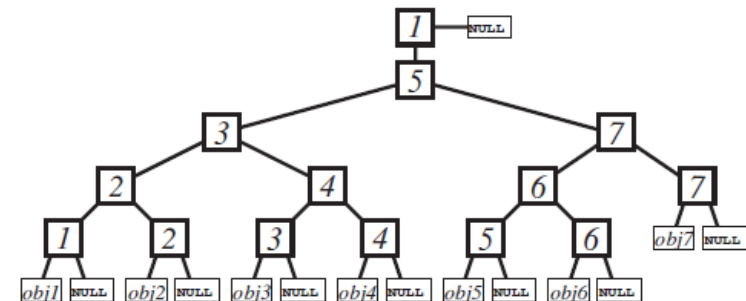 1 NULL
5
3 7
2 4 6 7
1 2 3 4 5 6 obj7 NULL
obj1 NULL obj2 NULL obj3 NULL obj4 NULL obj5 NULL obj6 NULL